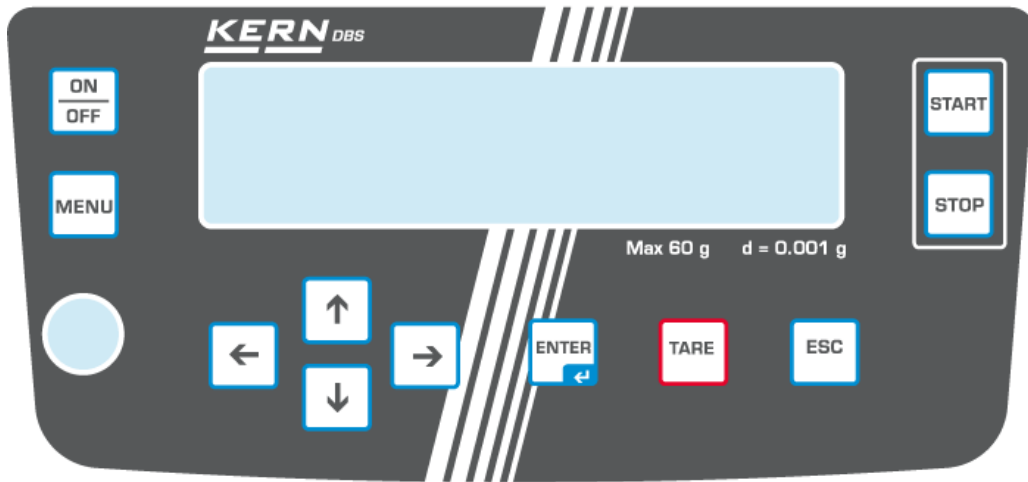 KERN DBS
ON
OFF
START
MENU
STOP
Max 60 g d = 0.001 g
↑
← → ENTER TARE ESC
↓